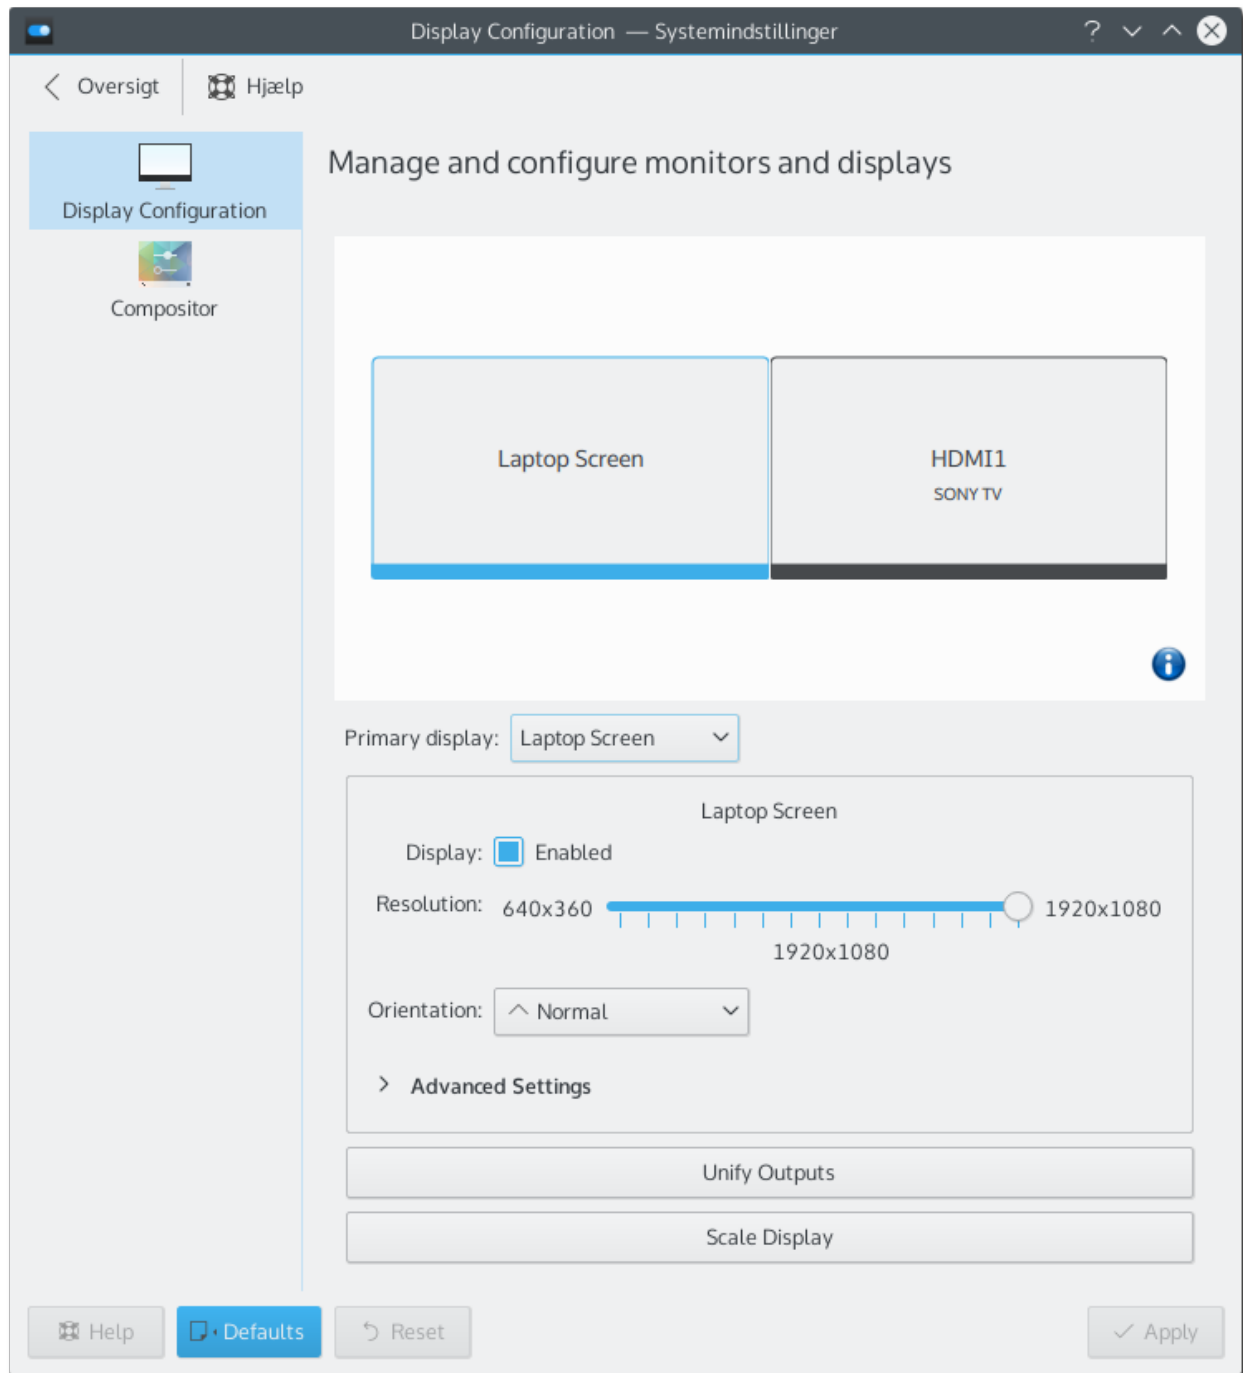 Display Configuration — Systemindstillinger
Oversigt
Hjælp
Display Configuration
Compositor
Manage and configure monitors and displays
Laptop Screen
HDMI1
SONY TV
Primary display: Laptop Screen
Laptop Screen
Display: Enabled
Resolution: 640x360 1920x1080
1920x1080
Orientation: Normal
Advanced Settings
Unify Outputs
Scale Display
Help
Defaults
Reset
Apply